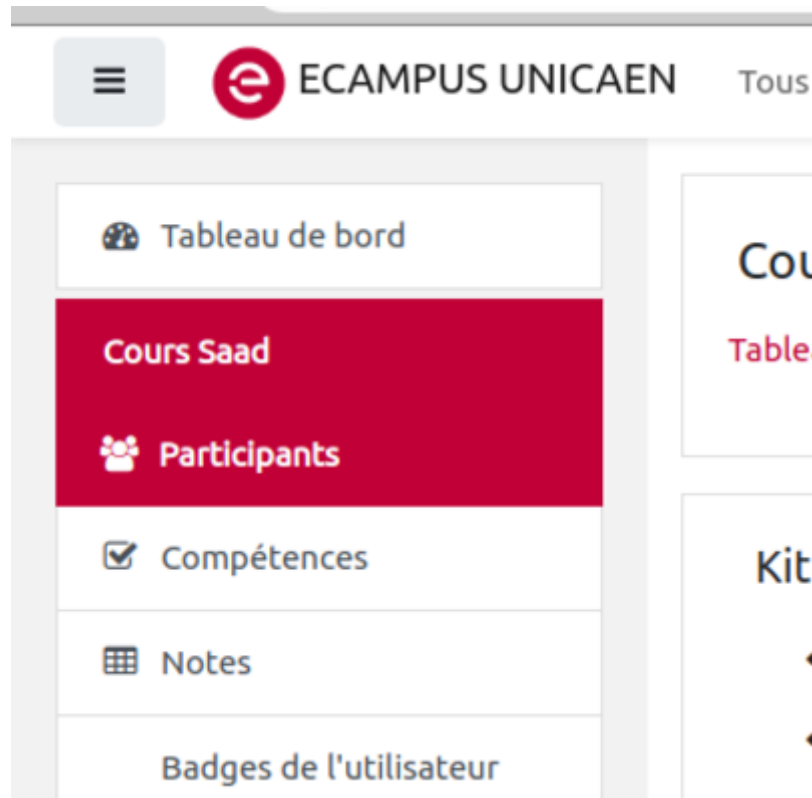 ECAMPUS UNICAEN Tous
Tableau de bord
Cours Saad
Participants
Compétences
Notes
Badges de l'utilisateur
Cou
Table
Kit